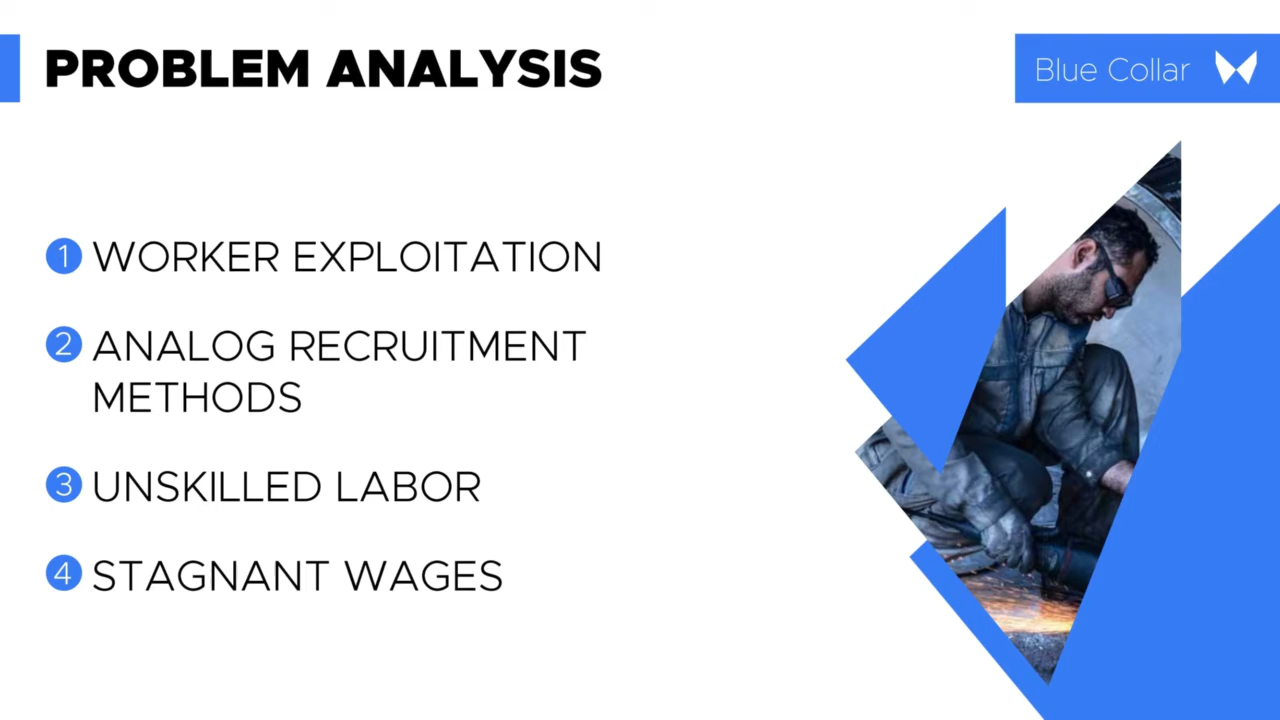 PROBLEM ANALYSIS
Blue Collar
1 WORKER EXPLOITATION
2 ANALOG RECRUITMENT
METHODS
3 UNSKILLED LABOR
4 STAGNANT WAGES